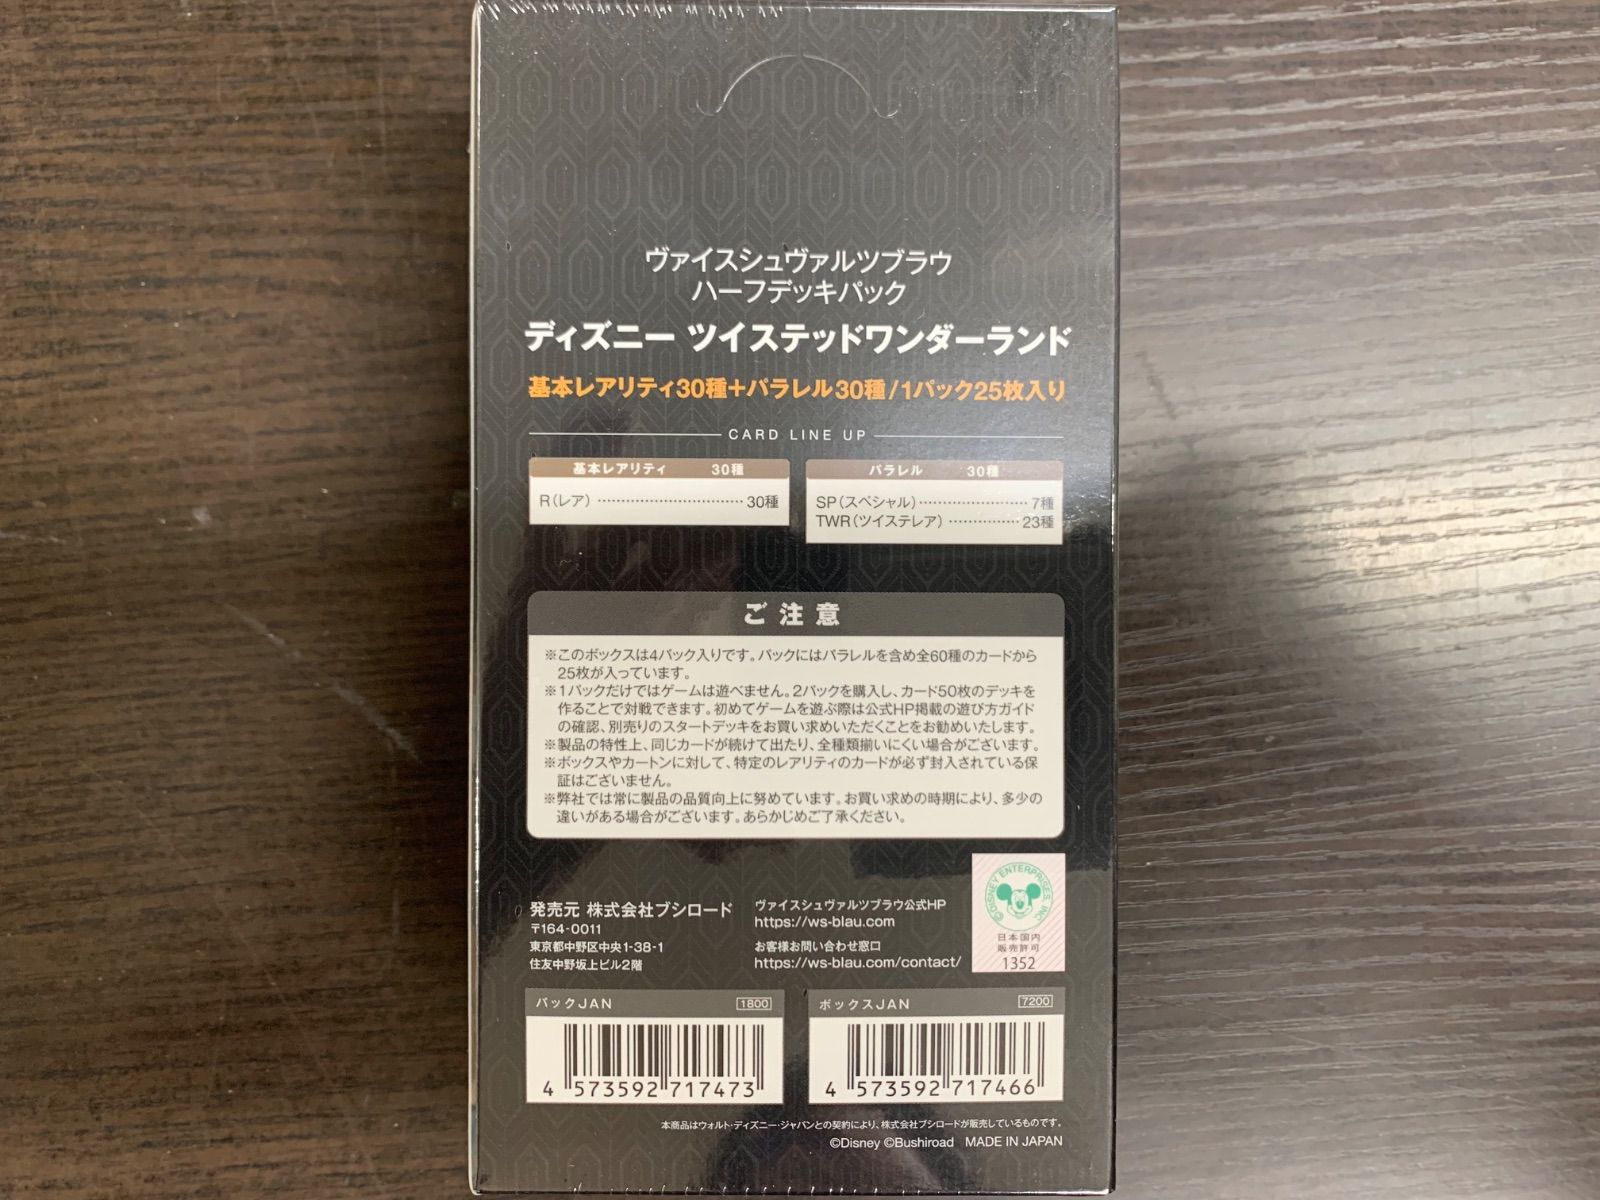 ヴァイスシュヴァルツブラウ
ハーフデッキパック
ディズニー ツイステッドワンダーランド
基本レアリティ30種+パラレル30種/1パック25枚入り
CARD LINE UP
基本レアリティ 30種
R(レア) 30種
パラレル 30種
SP(スペシャル) 7種
TWR(ツイステレア) 23種
ご注意
※このボックスは4パック入りです。パックにはパラレルを含め全60種のカードから
25枚が入っています。
※1パックだけではゲームは遊べません。2パックを購入し、カード50枚のデッキを
作ることで対戦できます。初めてゲームを遊ぶ際は公式HP掲載の遊び方ガイド
の確認、別売りのスタートデッキをお買い求めいただくことをお勧めいたします。
※製品の特性上、同じカードが続けて出たり、全種類揃いにくい場合がございます。
※ボックスやカートンに対して、特定のレアリティのカードが必ず封入されている保
証はございません。
※弊社では常に製品の品質向上に努めています。お買い求めの時期により、多少の
違いがある場合がございます。あらかじめご了承ください。
発売元 株式会社ブシロード
〒164-0011
東京都中野区中央1-38-1
住友中野坂上ビル2階
ヴァイスシュヴァルツブラウ公式HP
https://ws-blau.com
お客様お問い合わせ窓口
https://ws-blau.com/contact/
©DISNEY ENTERPRISES, INC.
日本国内
販売許可
1352
パックJAN 1800
4 573592 717473
ボックスJAN 7200
4 573592 717466
本商品はウォルト・ディズニー・ジャパンとの契約により、株式会社ブシロードが販売しているものです。
©Disney ©Bushiroad MADE IN JAPAN